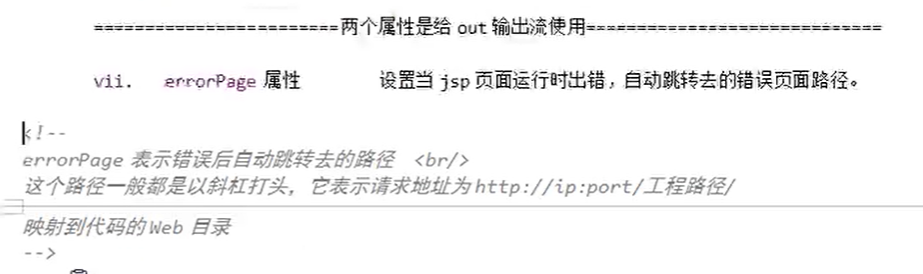 ========================两个属性是给 out 输出流使用=============================
vii. errorPage 属性 设置当 jsp 页面运行时出错，自动跳转去的错误页面路径。
<!--
errorPage 表示错误后自动跳转去的路径 <br/>
这个路径一般都是以斜杠打头，它表示请求地址为 http://ip:port/工程路径/
映射到代码的 Web 目录
-->